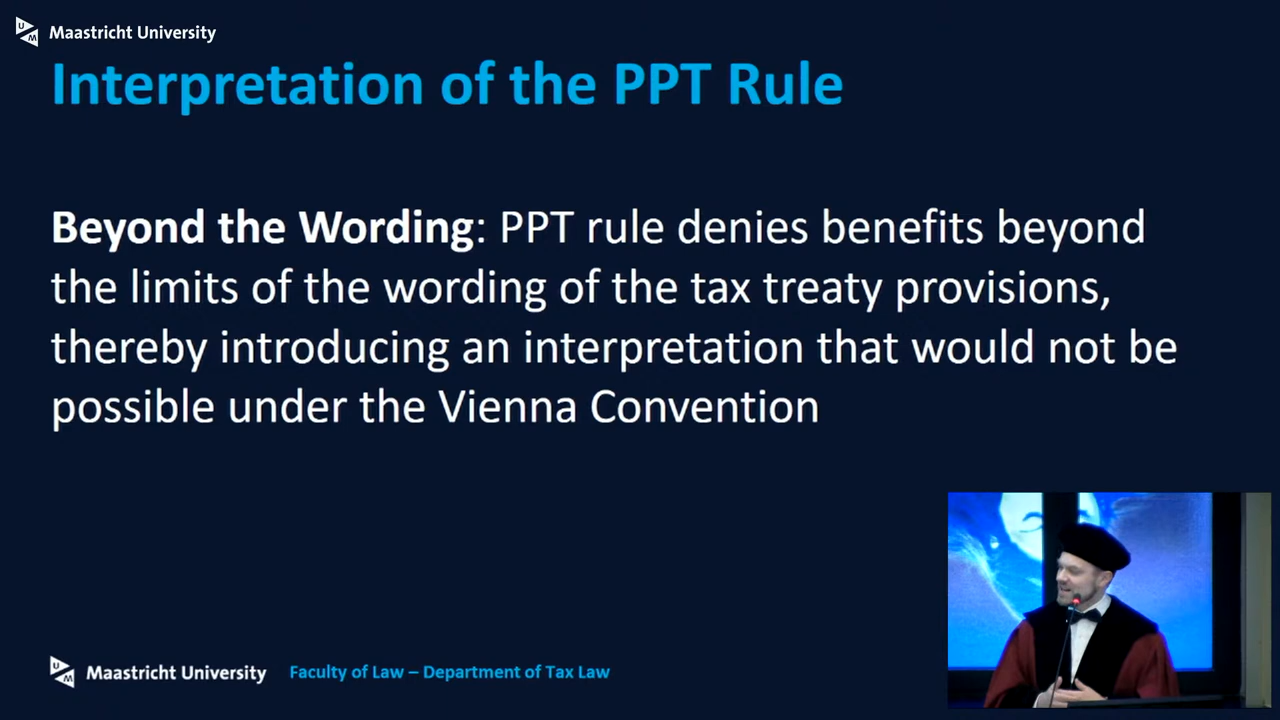 Maastricht University
Interpretation of the PPT Rule
Beyond the Wording: PPT rule denies benefits beyond
the limits of the wording of the tax treaty provisions,
thereby introducing an interpretation that would not be
possible under the Vienna Convention
Maastricht University Faculty of Law – Department of Tax Law